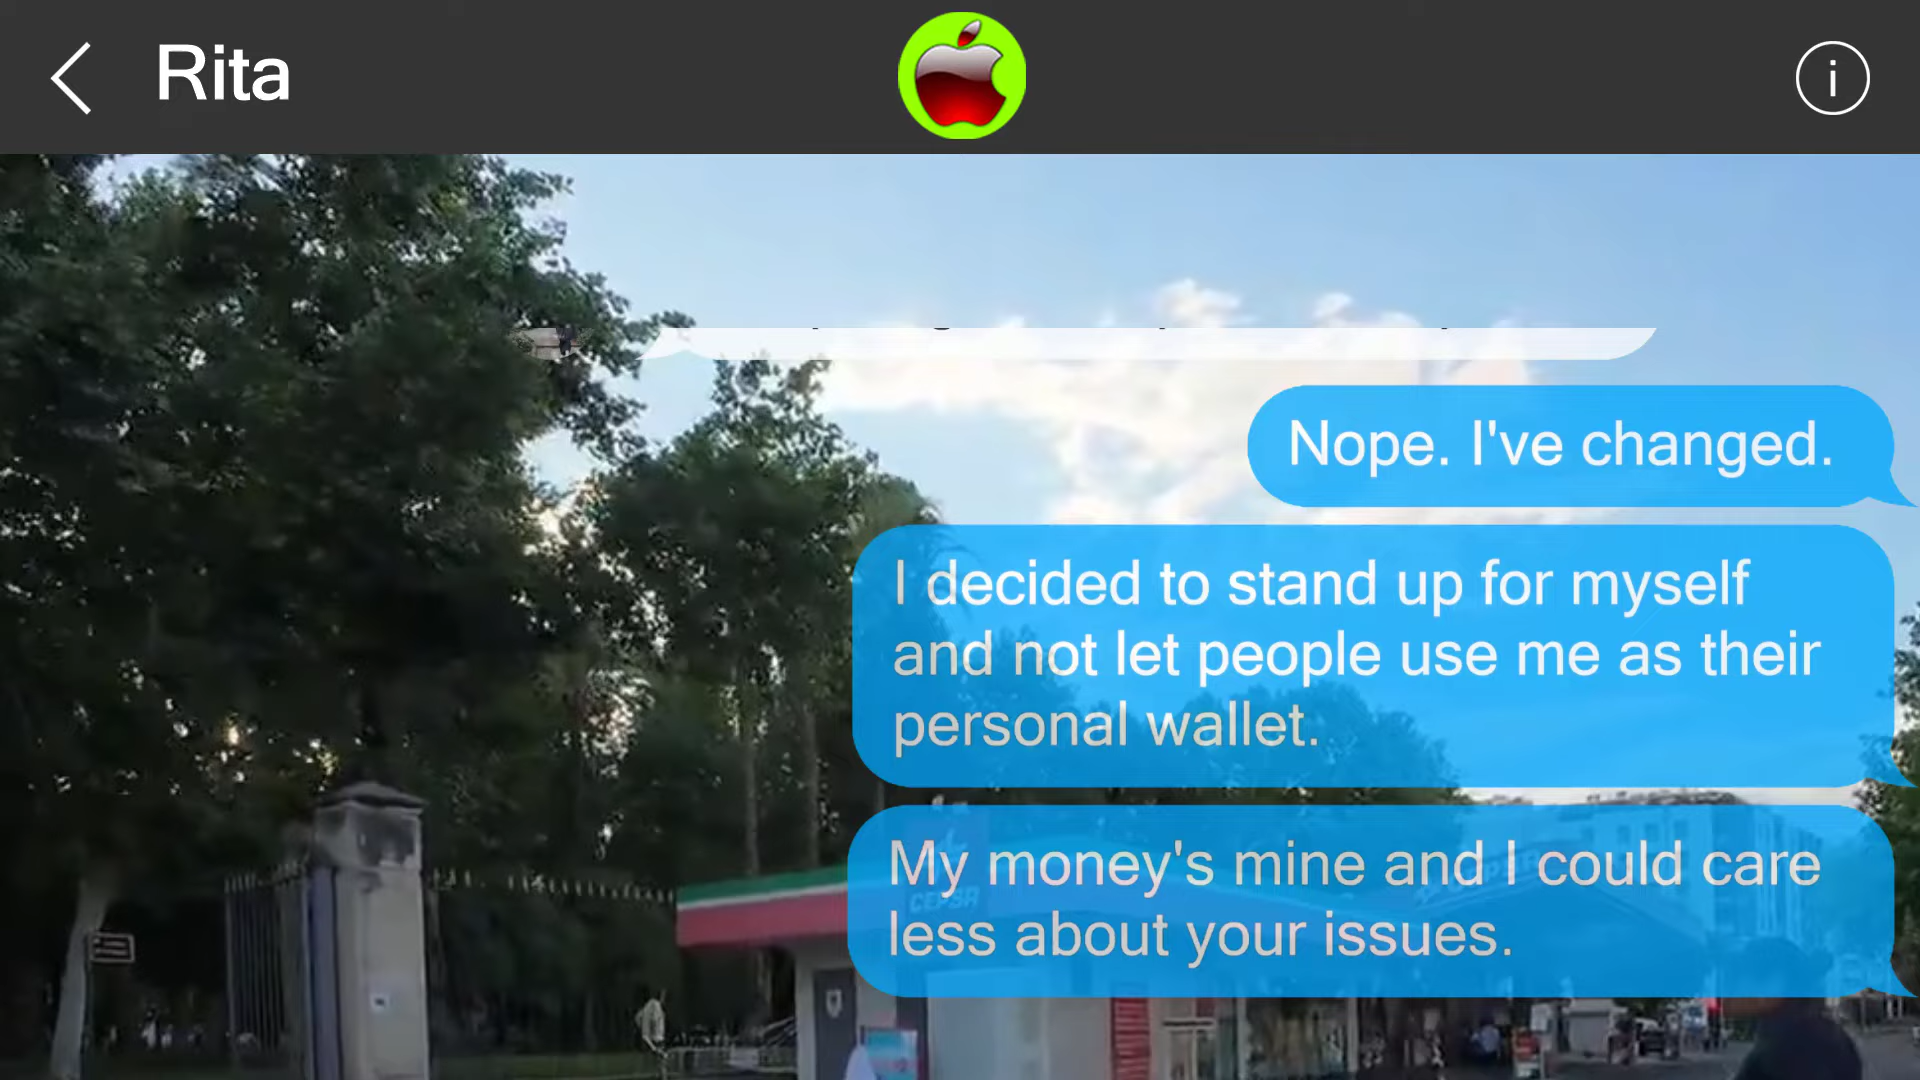 Rita
Nope. I've changed.
I decided to stand up for myself
and not let people use me as their
personal wallet.
My money's mine and I could care
CEPSA
less about your issues.